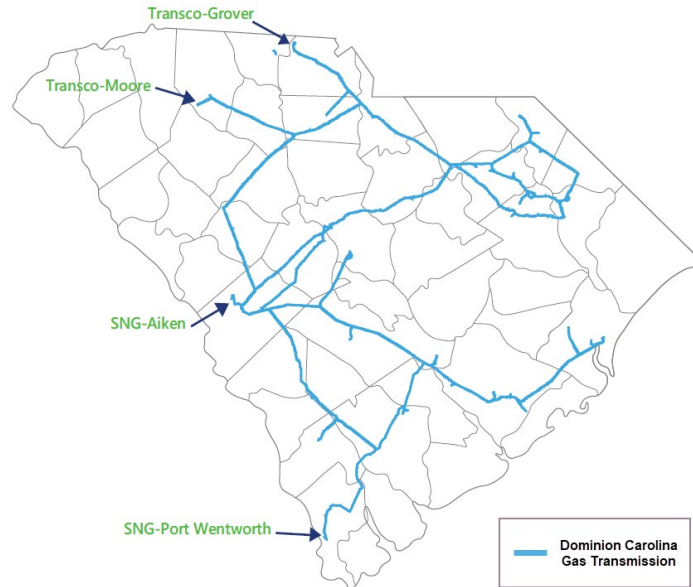 Transco-Grover
Transco-Moore
SNG-Aiken
SNG-Port Wentworth
Dominion Carolina
Gas Transmission